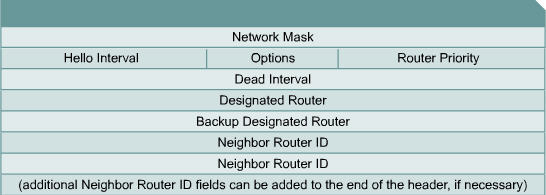 Network Mask
Hello Interval Options Router Priority
Dead Interval
Designated Router
Backup Designated Router
Neighbor Router ID
Neighbor Router ID
(additional Neighbor Router ID fields can be added to the end of the header, if necessary)